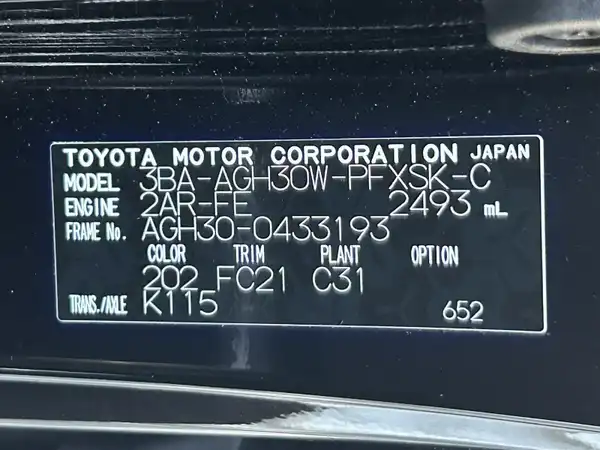 TOYOTA MOTOR CORPORATION JAPAN
MODEL 3BA-AGH30W-PFXSK-C
ENGINE 2AR-FE 2493 mL
FRAME No. AGH30-0433193
COLOR TRIM PLANT OPTION
202 FC21 C31
TRANS./AXLE K115 652